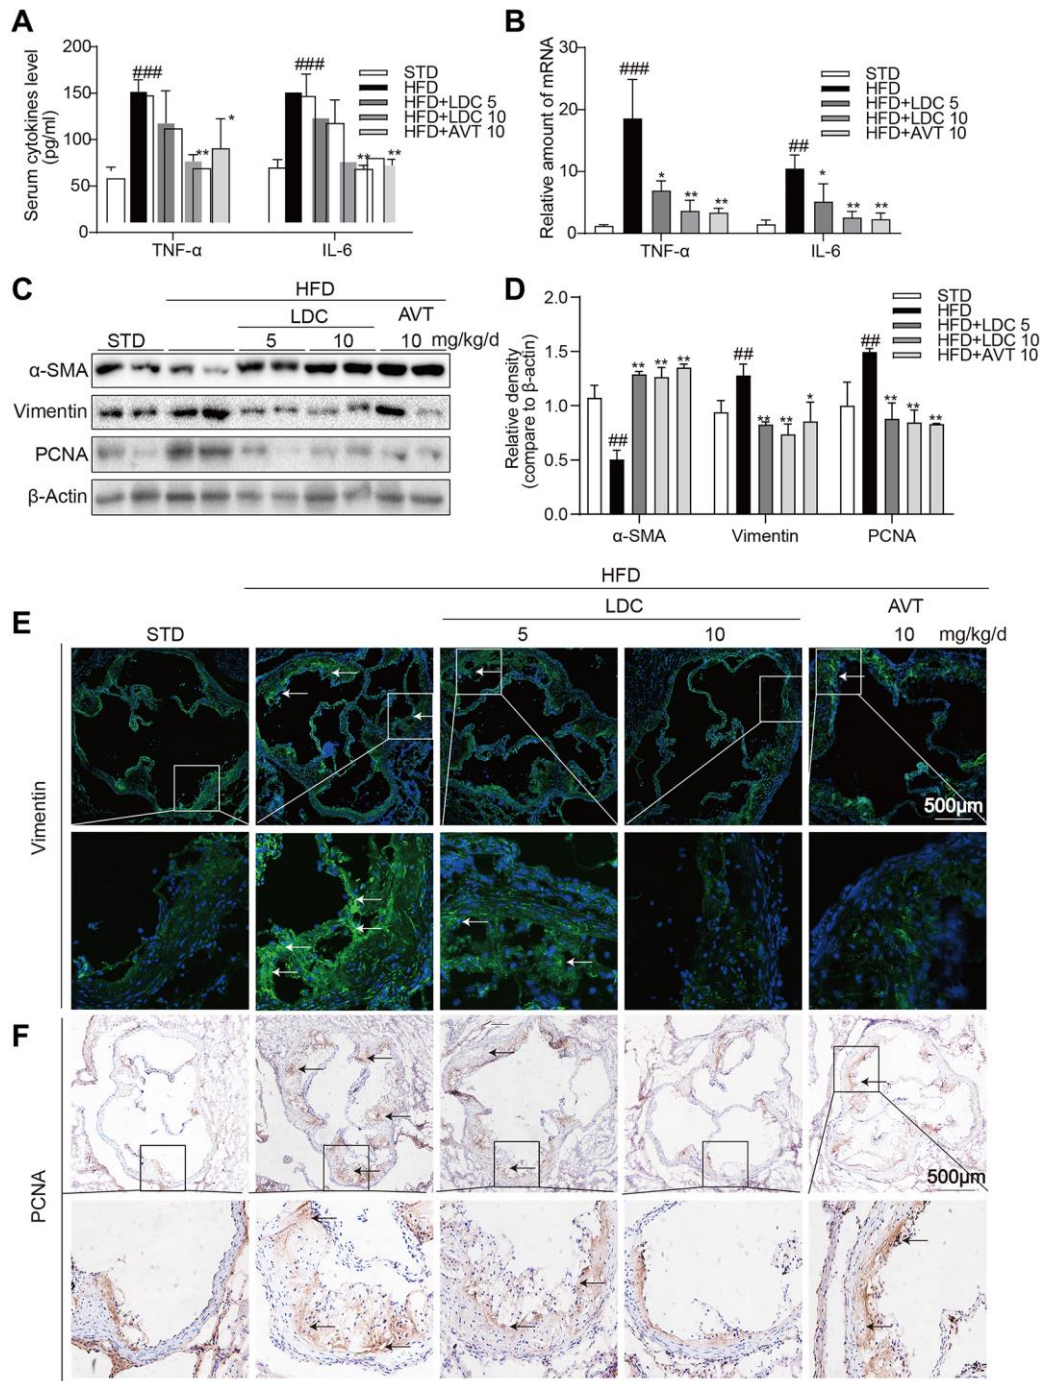 A
Serum cytokines level
(pg/ml)
200
150
100
50
0
###
###
**
*
**
**
TNF-α
IL-6
STD
HFD
HFD+LDC 5
HFD+LDC 10
HFD+AVT 10
B
Relative amount of mRNA
30
20
10
0
###
*
**
**
##
*
**
**
TNF-α
IL-6
STD
HFD
HFD+LDC 5
HFD+LDC 10
HFD+AVT 10
C
HFD
LDC
AVT
STD
5
10
10
mg/kg/d
α-SMA
Vimentin
PCNA
β-Actin
D
Relative density
(compare to β-actin)
2.0
1.5
1.0
0.5
0.0
##
**
**
**
##
**
**
*
##
**
**
**
α-SMA
Vimentin
PCNA
STD
HFD
HFD+LDC 5
HFD+LDC 10
HFD+AVT 10
HFD
LDC
AVT
E
STD
5
10
10
mg/kg/d
Vimentin
500μm
F
PCNA
500μm